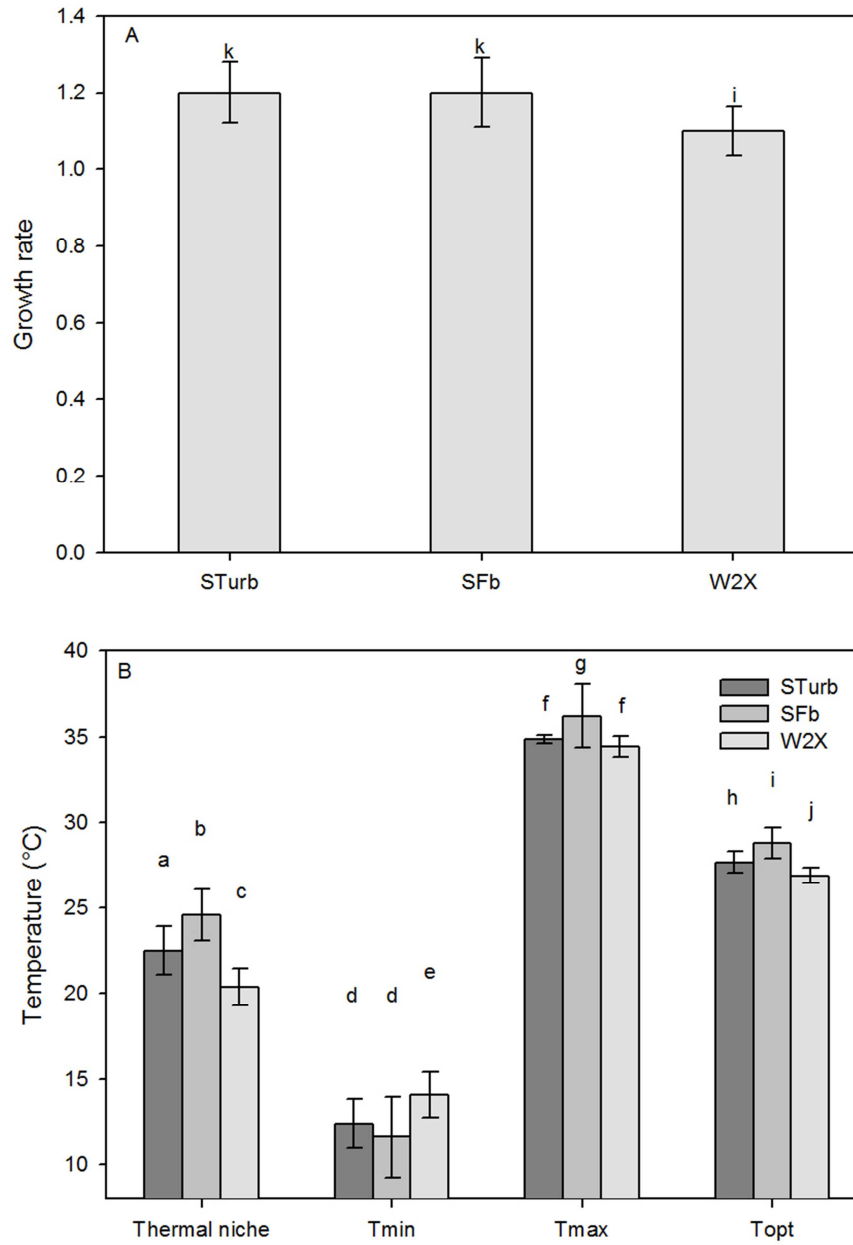 A
1.4
1.2
1.0
0.8
0.6
0.4
0.2
0.0
Growth rate
k
k
i
STurb
SFb
W2X
B
40
35
30
25
20
15
10
Temperature (°C)
STurb
SFb
W2X
a
b
c
d
d
e
f
g
f
h
i
j
Thermal niche
Tmin
Tmax
Topt